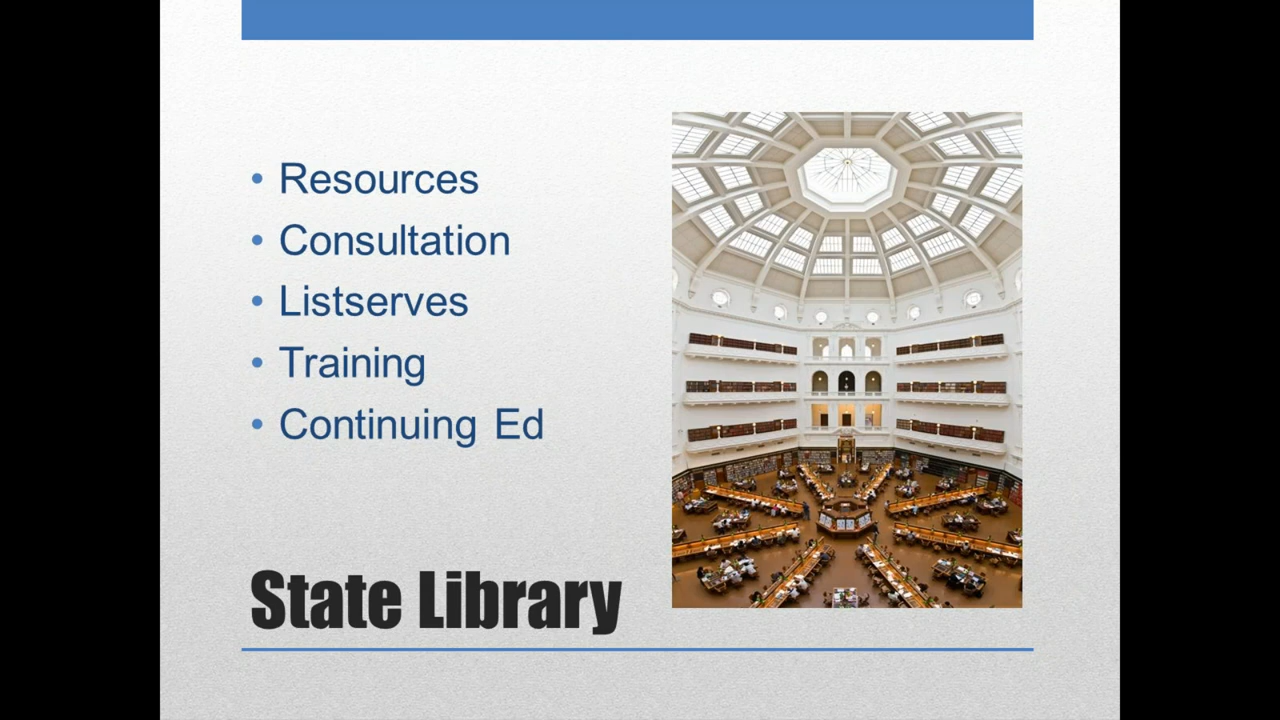 • Resources
• Consultation
• Listserves
• Training
• Continuing Ed
State Library